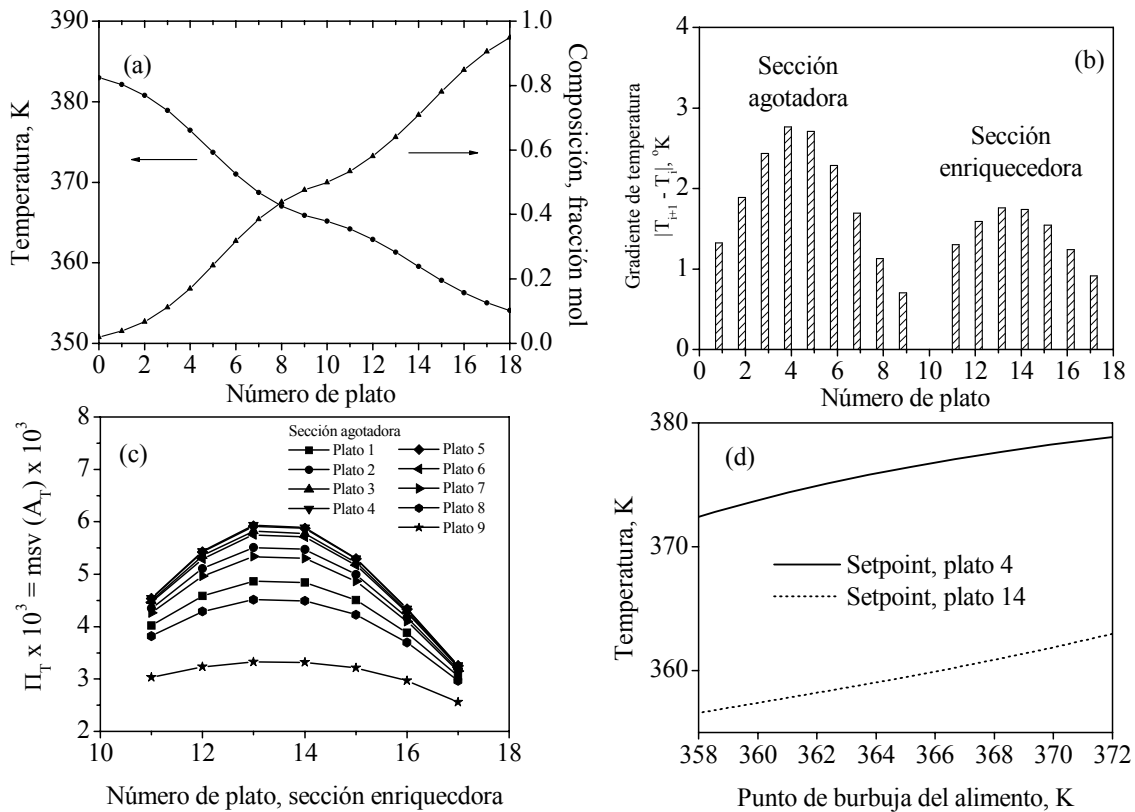 390
380
370
360
350
Temperatura, K
(a)
1.0
0.8
0.6
0.4
0.2
0.0
Composición, fracción mol
0 2 4 6 8 10 12 14 16 18
Número de plato
4
3
2
1
0
Gradiente de temperatura
|T_{i+1} - T_i|, °K
Sección
agotadora
(b)
Sección
enriquecedora
0 2 4 6 8 10 12 14 16 18
Número de plato
8
7
6
5
4
3
2
Π_T x 10³ = msv (A_T) x 10³
(c)
Sección agotadora
Plato 1
Plato 2
Plato 3
Plato 4
Plato 5
Plato 6
Plato 7
Plato 8
Plato 9
10 12 14 16 18
Número de plato, sección enriquecdora
380
370
360
Temperatura, K
(d)
Setpoint, plato 4
Setpoint, plato 14
358 360 362 364 366 368 370 372
Punto de burbuja del alimento, K